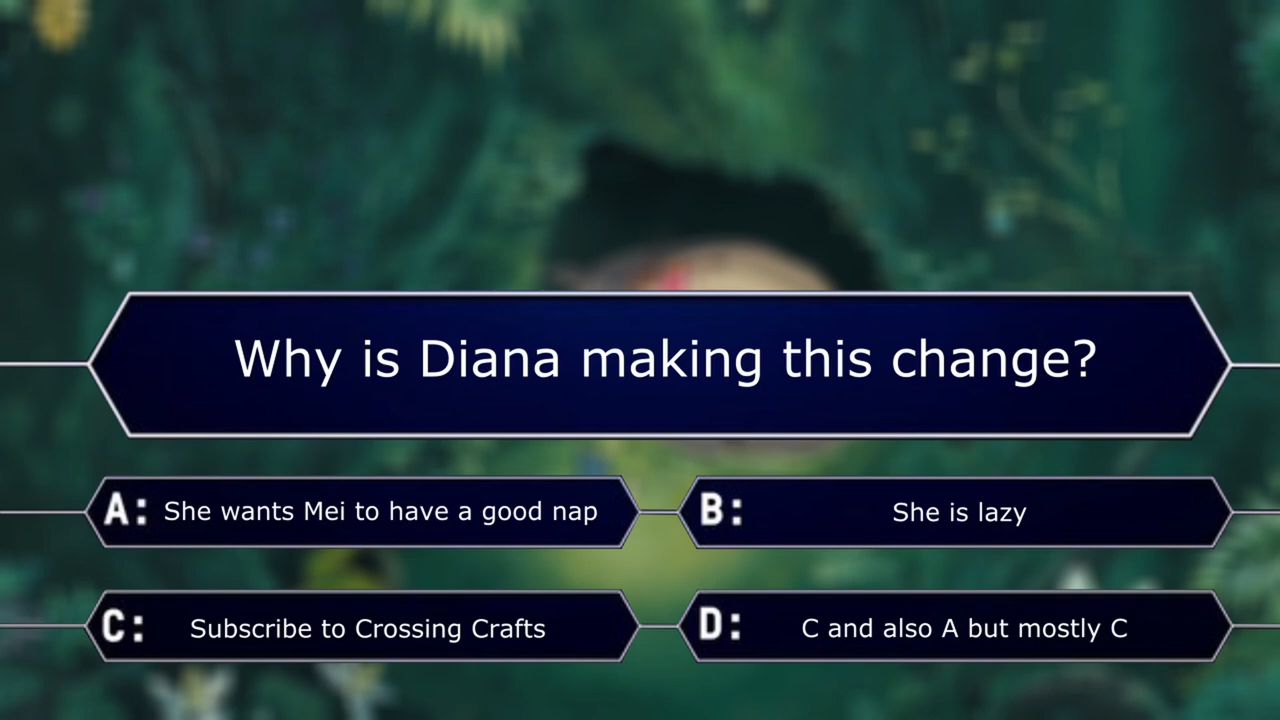 Why is Diana making this change?
A: She wants Mei to have a good nap
B: She is lazy
C: Subscribe to Crossing Crafts
D: C and also A but mostly C